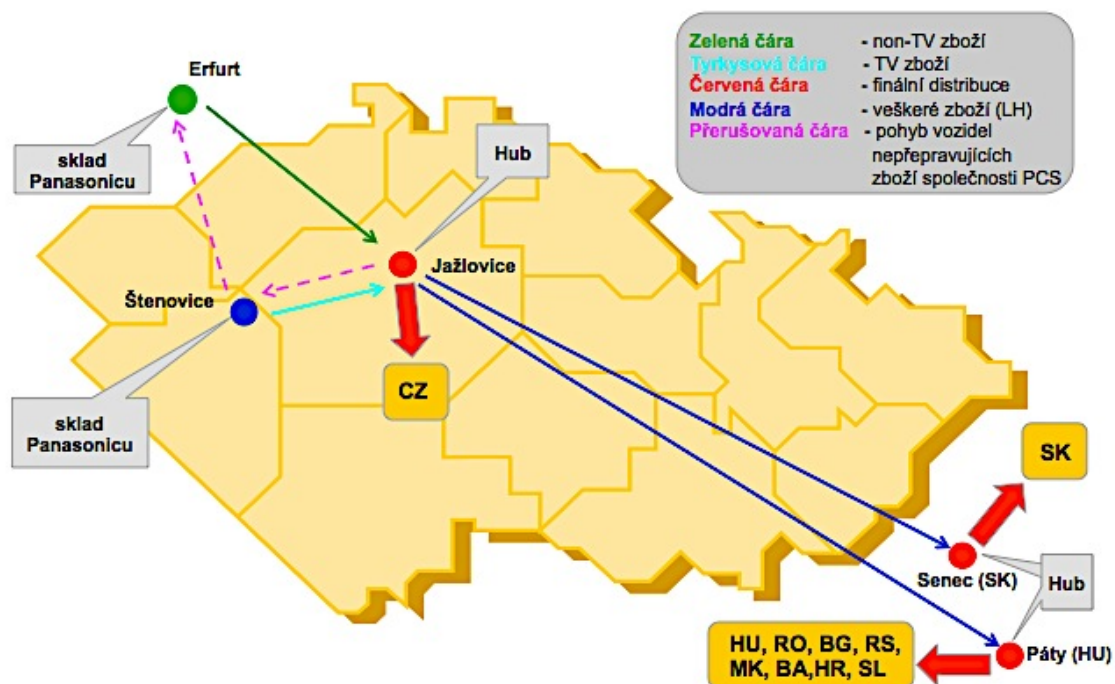 Zelená čára - non-TV zboží
Tyrkysová čára - TV zboží
Červená čára - finální distribuce
Modrá čára - veškeré zboží (LH)
Přerušovaná čára - pohyb vozidel
nepřepravujících
zboží společnosti PCS
Erfurt
sklad
Panasonicu
Hub
Jažlovice
Štenovice
CZ
sklad
Panasonicu
SK
Senec (SK)
Hub
HU, RO, BG, RS,
MK, BA,HR, SL
Páty (HU)